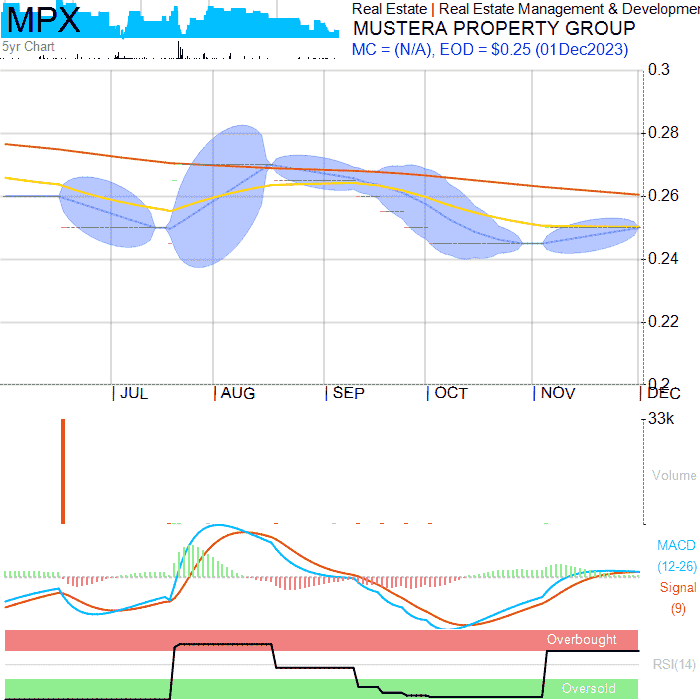 MPX
Real Estate | Real Estate Management & Developmen
MUSTERA PROPERTY GROUP
MC = (N/A), EOD = $0.25 (01Dec2023)
5yr Chart
0.3
0.28
0.26
0.24
0.22
0.2
JUL
AUG
SEP
OCT
NOV
DEC
33k
Volume
MACD
(12-26)
Signal
(9)
Overbought
RSI(14)
Oversold